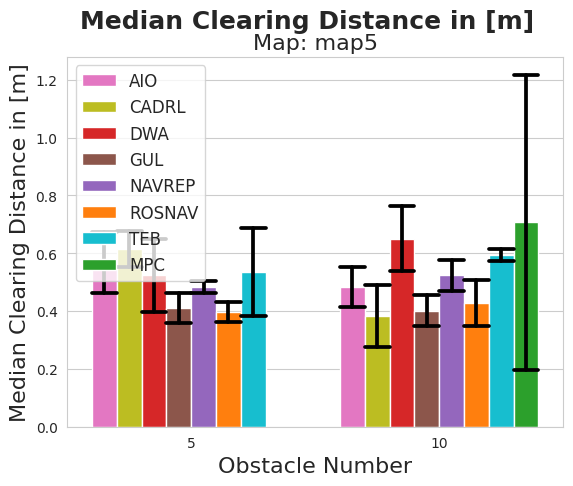 Median Clearing Distance in [m]
Map: map5
Median Clearing Distance in [m]
1.2
1.0
0.8
0.6
0.4
0.2
0.0
AIO
CADRL
DWA
GUL
NAVREP
ROSNAV
TEB
MPC
5
10
Obstacle Number